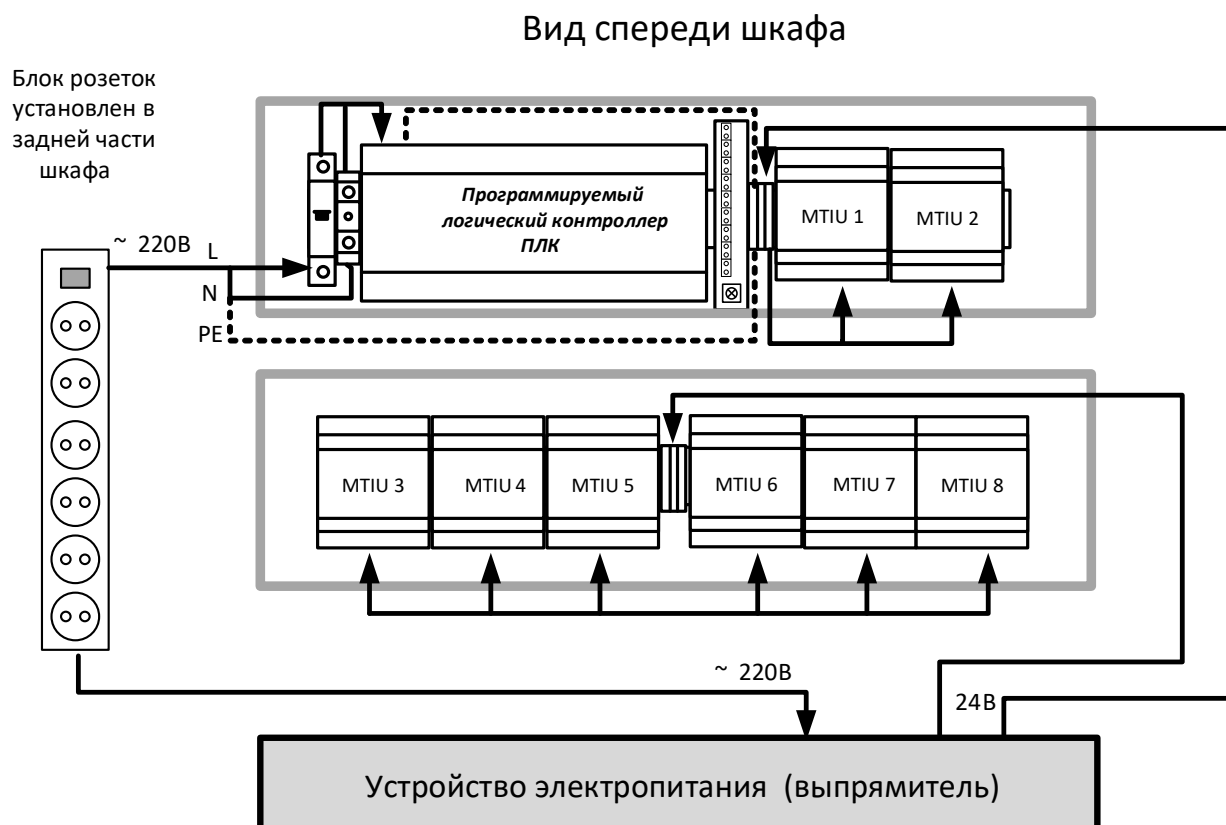 Вид спереди шкафа
Блок розеток
установлен в
задней части
шкафа
Программируемый
логический контроллер
ПЛК
MTIU 1
MTIU 2
~ 220В
L
N
PE
MTIU 3
MTIU 4
MTIU 5
MTIU 6
MTIU 7
MTIU 8
~ 220В
24В
Устройство электропитания (выпрямитель)